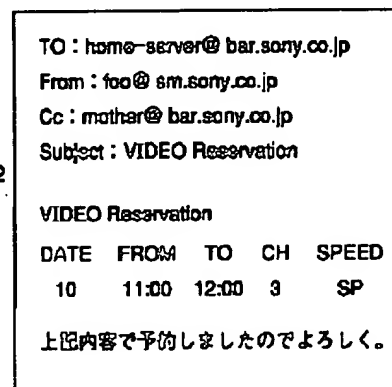 TO : home-server@ bar.sony.co.jp
From : foo@ sm.sony.co.jp
Cc : mother@ bar.sony.co.jp
Subject : VIDEO Reservation
VIDEO Reservation
DATE FROM TO CH SPEED
10 11:00 12:00 3 SP
上記内容で予約しましたのでよろしく。